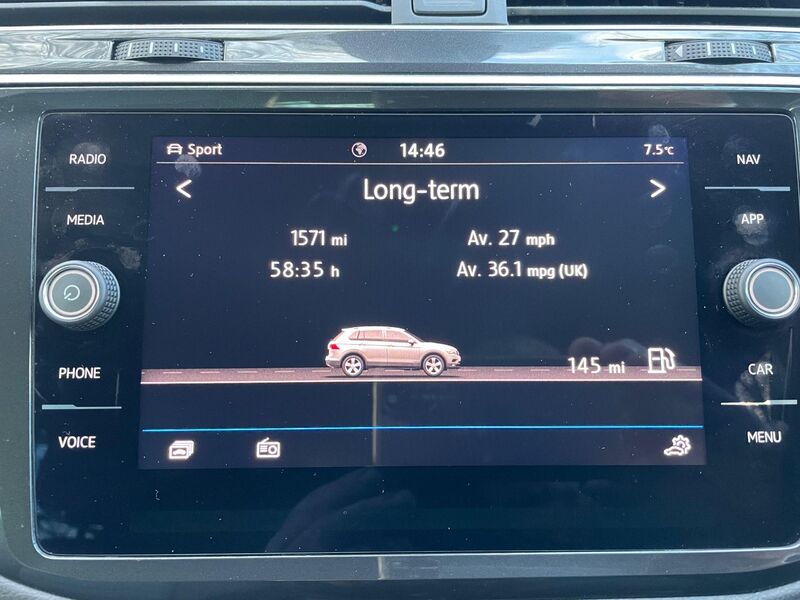 Sport 14:46 7.5°C
< Long-term >
1571 mi Av. 27 mph
58:35 h Av. 36.1 mpg (UK)
145 mi
RADIO
MEDIA
PHONE
VOICE
NAV
APP
CAR
MENU